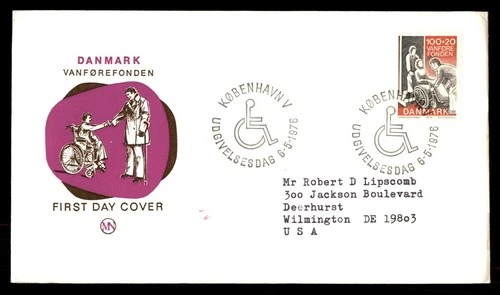 DANMARK
VANFØREFONDEN
FIRST DAY COVER
MN
KØBENHAVN V
UDGIVELSESDAG 6-5-1976
KØBENHAVN
UDGIVELSESDAG 6-5-1976
100+20
VANFØRE
FONDEN
DANMARK
Mr Robert D Lipscomb
300 Jackson Boulevard
Deerhurst
Wilmington DE 19803
U S A